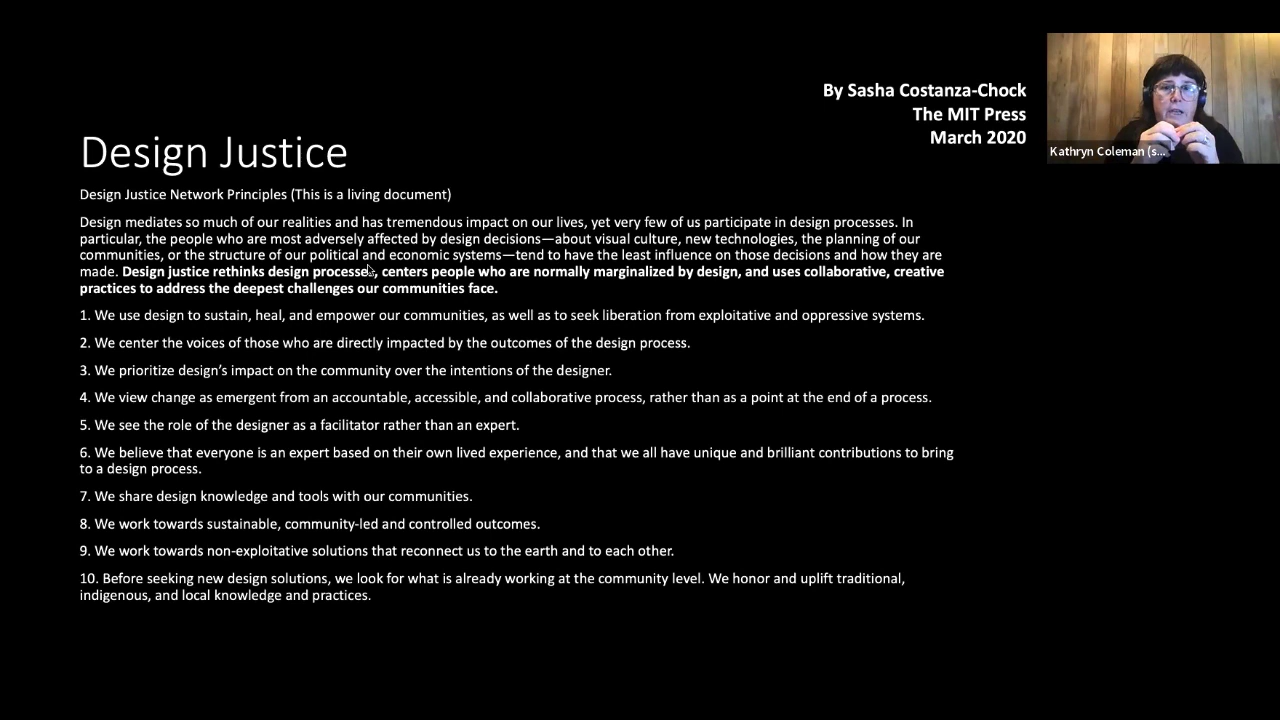 By Sasha Costanza-Chock
The MIT Press
March 2020
Kathryn Coleman (s...
Design Justice
Design Justice Network Principles (This is a living document)
Design mediates so much of our realities and has tremendous impact on our lives, yet very few of us participate in design processes. In
particular, the people who are most adversely affected by design decisions—about visual culture, new technologies, the planning of our
communities, or the structure of our political and economic systems—tend to have the least influence on those decisions and how they are
made. Design justice rethinks design processes, centers people who are normally marginalized by design, and uses collaborative, creative
practices to address the deepest challenges our communities face.
1. We use design to sustain, heal, and empower our communities, as well as to seek liberation from exploitative and oppressive systems.
2. We center the voices of those who are directly impacted by the outcomes of the design process.
3. We prioritize design’s impact on the community over the intentions of the designer.
4. We view change as emergent from an accountable, accessible, and collaborative process, rather than as a point at the end of a process.
5. We see the role of the designer as a facilitator rather than an expert.
6. We believe that everyone is an expert based on their own lived experience, and that we all have unique and brilliant contributions to bring
to a design process.
7. We share design knowledge and tools with our communities.
8. We work towards sustainable, community-led and controlled outcomes.
9. We work towards non-exploitative solutions that reconnect us to the earth and to each other.
10. Before seeking new design solutions, we look for what is already working at the community level. We honor and uplift traditional,
indigenous, and local knowledge and practices.